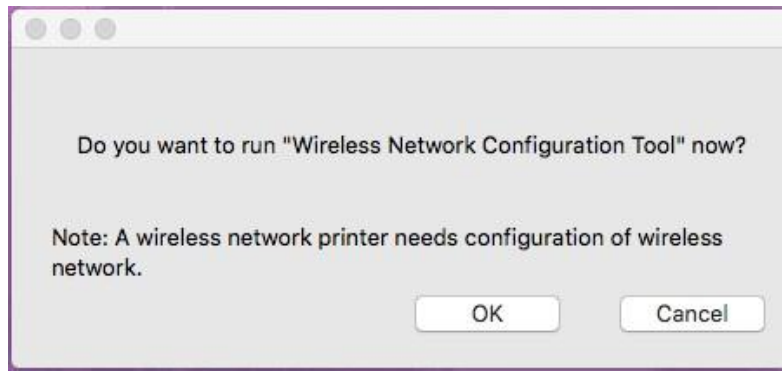 Do you want to run "Wireless Network Configuration Tool" now?
Note: A wireless network printer needs configuration of wireless
network.
OK Cancel